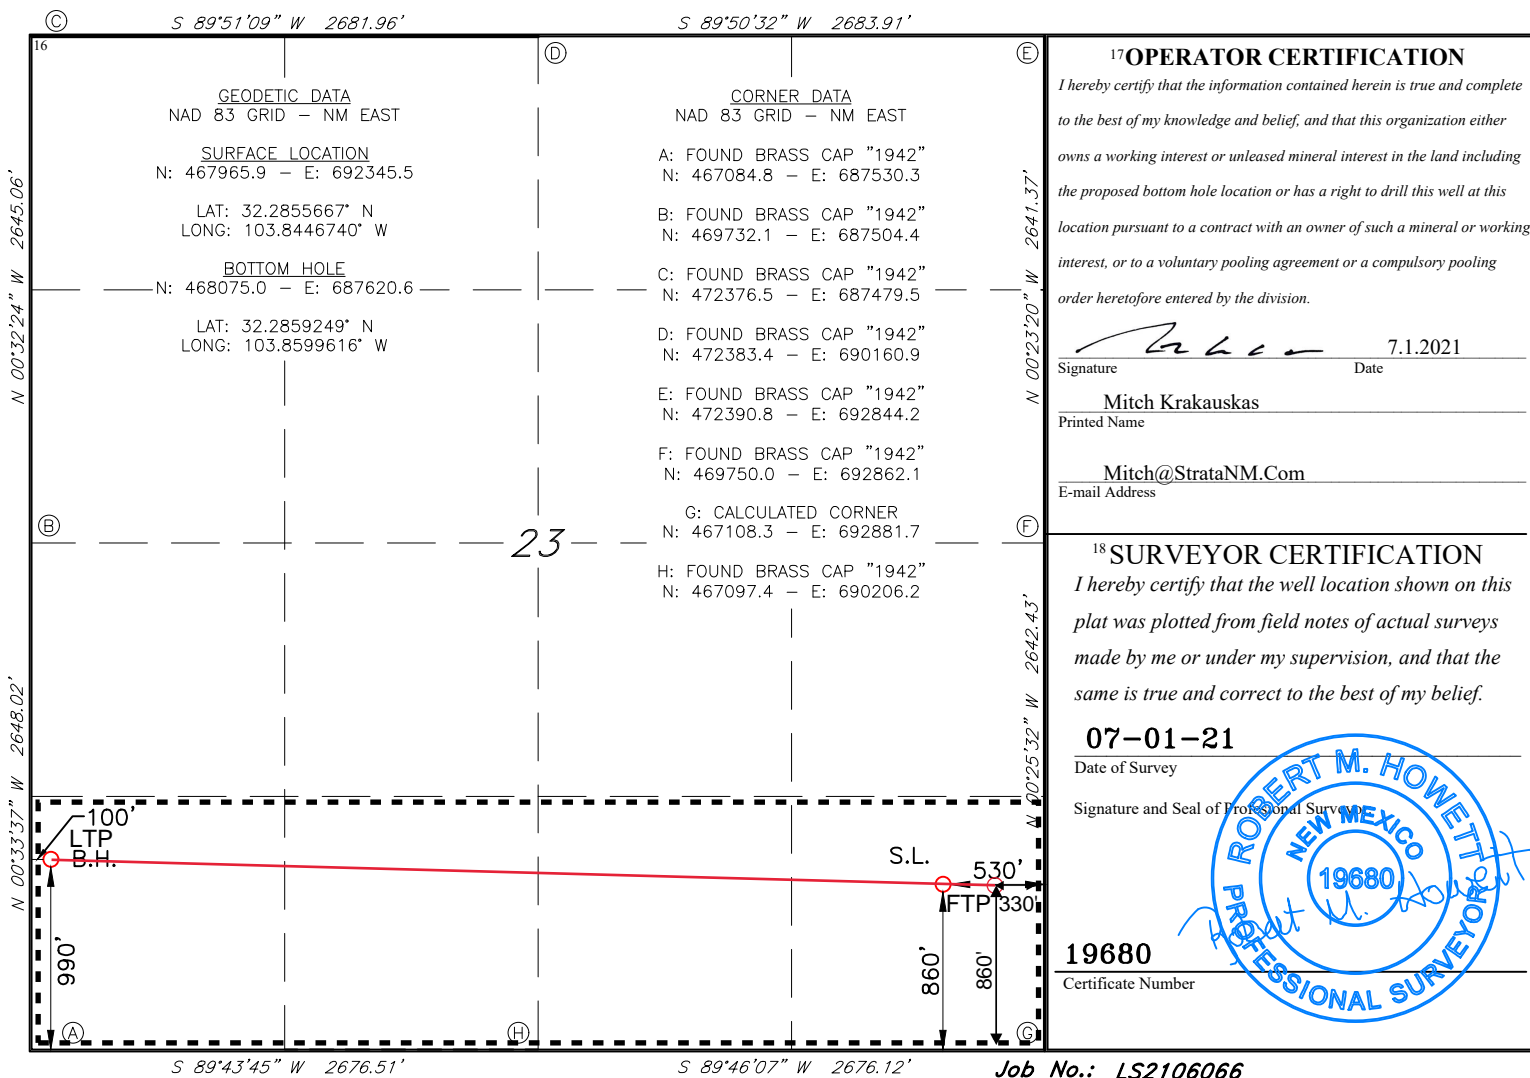 Ⓒ S 89°51'09" W 2681.96' S 89°50'32" W 2683.91'
16
Ⓓ
Ⓔ
GEODETIC DATA
NAD 83 GRID – NM EAST
SURFACE LOCATION
N: 467965.9 – E: 692345.5
LAT: 32.2855667° N
LONG: 103.8446740° W
BOTTOM HOLE
N: 468075.0 – E: 687620.6
LAT: 32.2859249° N
LONG: 103.8599616° W
CORNER DATA
NAD 83 GRID – NM EAST
A: FOUND BRASS CAP "1942"
N: 467084.8 – E: 687530.3
B: FOUND BRASS CAP "1942"
N: 469732.1 – E: 687504.4
C: FOUND BRASS CAP "1942"
N: 472376.5 – E: 687479.5
D: FOUND BRASS CAP "1942"
N: 472383.4 – E: 690160.9
E: FOUND BRASS CAP "1942"
N: 472390.8 – E: 692844.2
F: FOUND BRASS CAP "1942"
N: 469750.0 – E: 692862.1
G: CALCULATED CORNER
N: 467108.3 – E: 692881.7
H: FOUND BRASS CAP "1942"
N: 467097.4 – E: 690206.2
N 00°32'24" W 2645.06'
N 00°23'20" W 2641.37'
Ⓑ
23
Ⓕ
N 00°33'37" W 2648.02'
N 00°25'32" W 2642.43'
100'
LTP
B.H.
S.L.
530'
FTP 330'
990'
860'
860'
Ⓐ
Ⓗ
Ⓖ
S 89°43'45" W 2676.51' S 89°46'07" W 2676.12'
17 OPERATOR CERTIFICATION
I hereby certify that the information contained herein is true and complete
to the best of my knowledge and belief, and that this organization either
owns a working interest or unleased mineral interest in the land including
the proposed bottom hole location or has a right to drill this well at this
location pursuant to a contract with an owner of such a mineral or working
interest, or to a voluntary pooling agreement or a compulsory pooling
order heretofore entered by the division.
7.1.2021
Signature Date
Mitch Krakauskas
Printed Name
Mitch@StrataNM.Com
E-mail Address
18 SURVEYOR CERTIFICATION
I hereby certify that the well location shown on this
plat was plotted from field notes of actual surveys
made by me or under my supervision, and that the
same is true and correct to the best of my belief.
07-01-21
Date of Survey
Signature and Seal of Professional Surveyor:
ROBERT M. HOWETT
NEW MEXICO
19680
PROFESSIONAL SURVEYOR
Robert M. Howett
19680
Certificate Number
Job No.: LS2106066